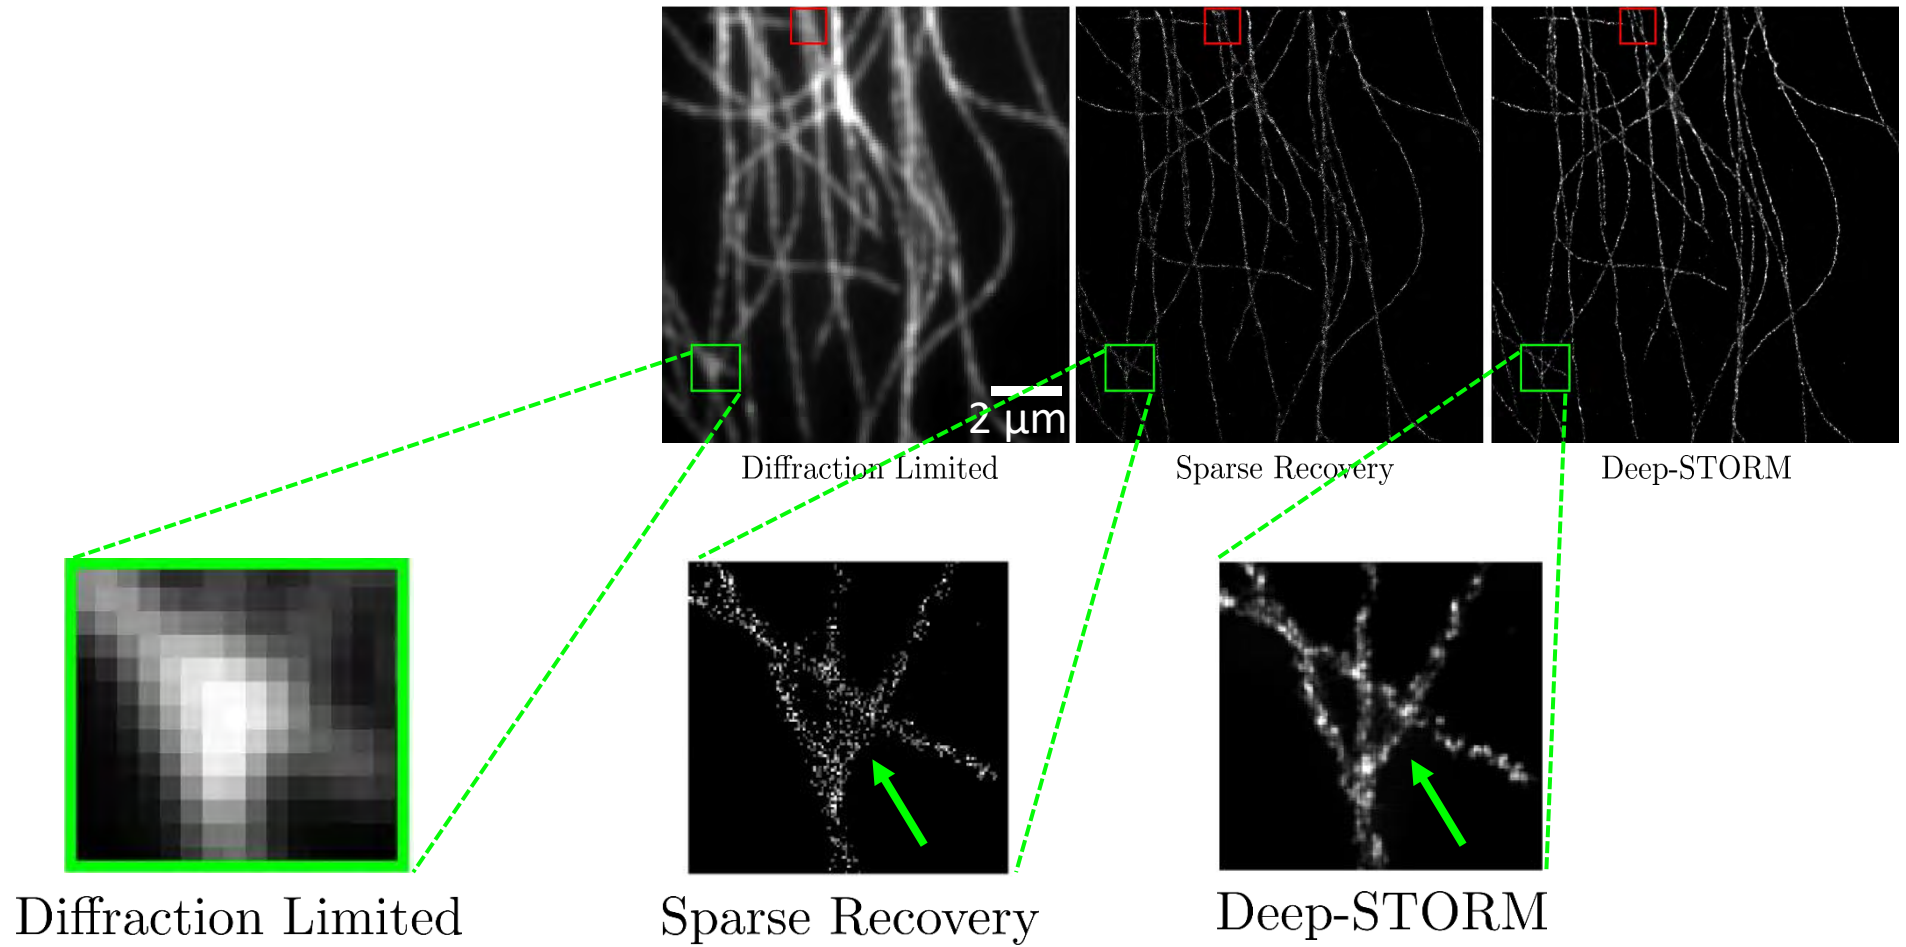 2 μm
Diffraction Limited
Sparse Recovery
Deep-STORM
Diffraction Limited
Sparse Recovery
Deep-STORM